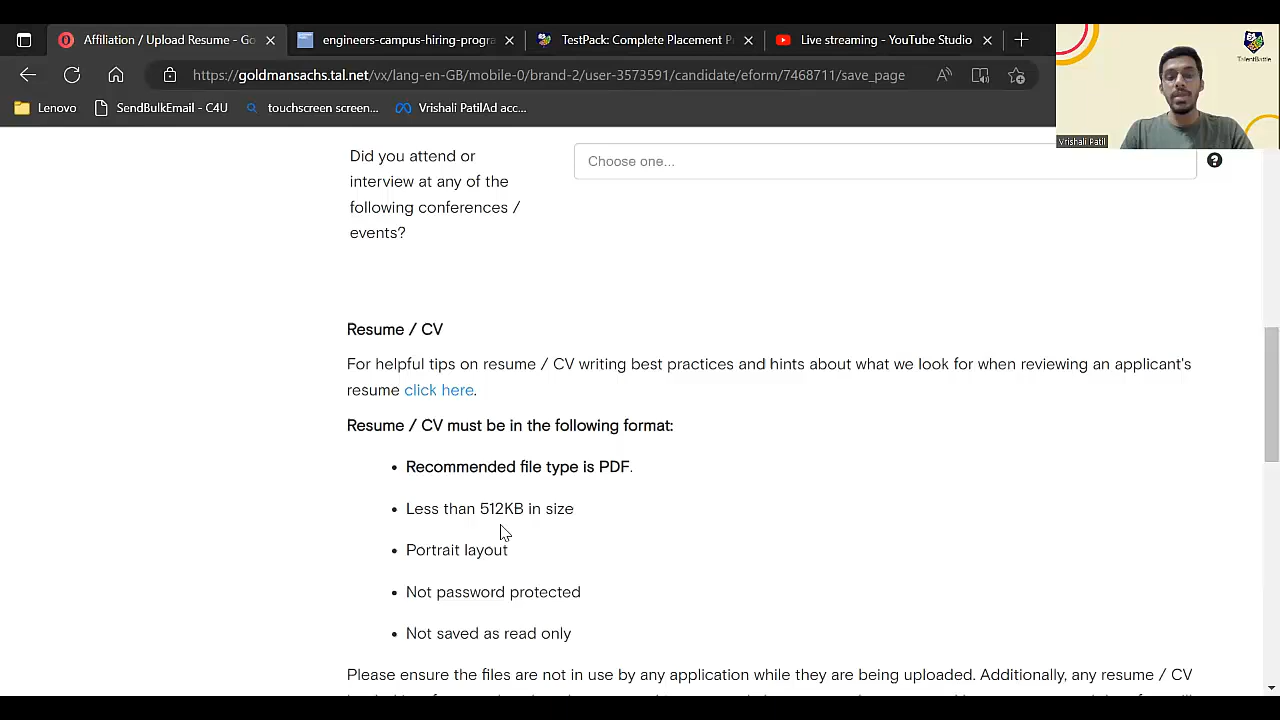 Affiliation / Upload Resume - Go
engineers-campus-hiring-progra
TestPack: Complete Placement P
Live streaming - YouTube Studio
https://goldmansachs.tal.net/vx/lang-en-GB/mobile-0/brand-2/user-3573591/candidate/eform/7468711/save_page
Lenovo
SendBulkEmail - C4U
touchscreen screen...
Vrishali PatilAd acc...
TalentBattle
Vrishali Patil
Did you attend or
interview at any of the
following conferences /
events?
Choose one...
Resume / CV
For helpful tips on resume / CV writing best practices and hints about what we look for when reviewing an applicant's
resume click here.
Resume / CV must be in the following format:
• Recommended file type is PDF.
• Less than 512KB in size
• Portrait layout
• Not password protected
• Not saved as read only
Please ensure the files are not in use by any application while they are being uploaded. Additionally, any resume / CV